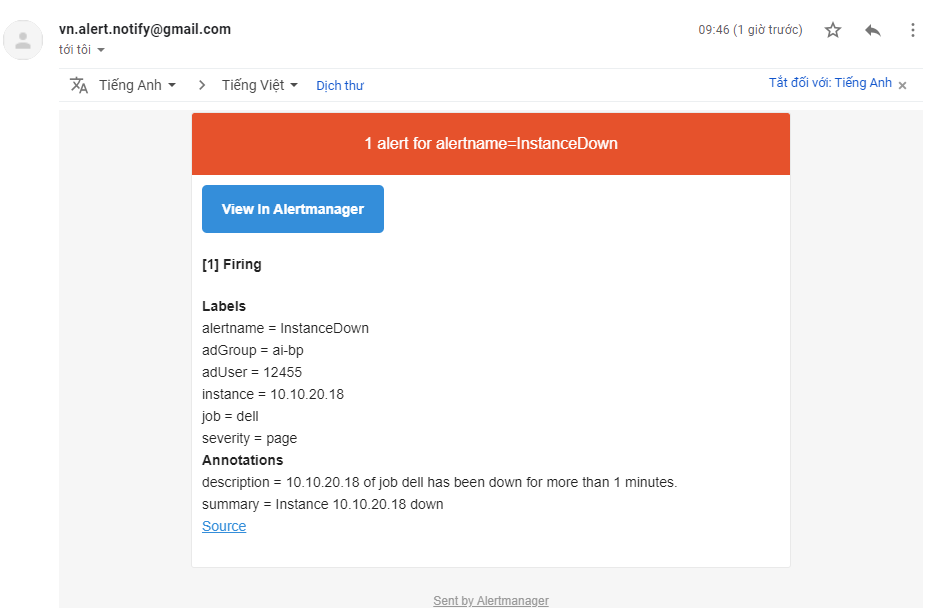 vn.alert.notify@gmail.com
09:46 (1 giờ trước)
tới tôi
Tiếng Anh
Tiếng Việt
Dịch thư
Tắt đối với: Tiếng Anh
1 alert for alertname=InstanceDown
View In Alertmanager
[1] Firing
Labels
alertname = InstanceDown
adGroup = ai-bp
adUser = 12455
instance = 10.10.20.18
job = dell
severity = page
Annotations
description = 10.10.20.18 of job dell has been down for more than 1 minutes.
summary = Instance 10.10.20.18 down
Source
Sent by Alertmanager